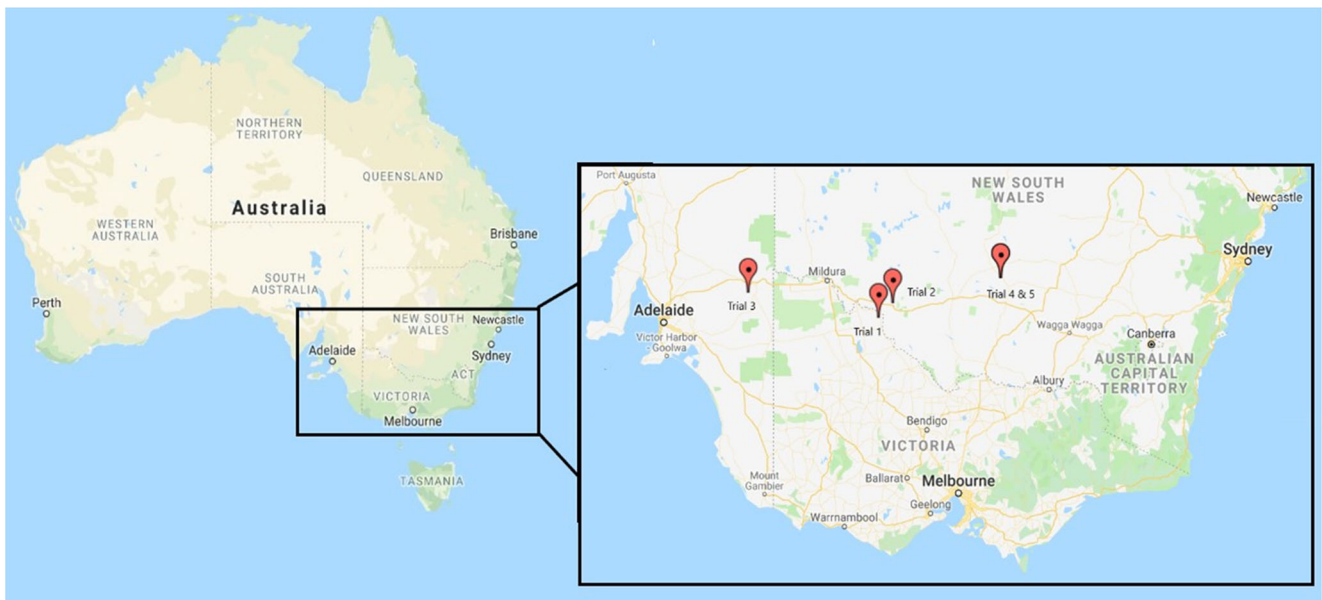 NORTHERN
TERRITORY
QUEENSLAND
Australia
WESTERN
AUSTRALIA
Brisbane
SOUTH
AUSTRALIA
Perth
NEW SOUTH
WALES
Newcastle
Adelaide
Sydney
ACT
VICTORIA
Melbourne
TASMANIA
Port Augusta
NEW SOUTH
WALES
Newcastle
Sydney
Mildura
Trial 3
Trial 2
Trial 4 & 5
Adelaide
Trial 1
Wagga Wagga
Victor Harbor
- Goolwa
Canberra
AUSTRALIAN
CAPITAL
TERRITORY
Albury
Bendigo
VICTORIA
Mount
Gambier
Ballarat
Melbourne
Geelong
Warrnambool